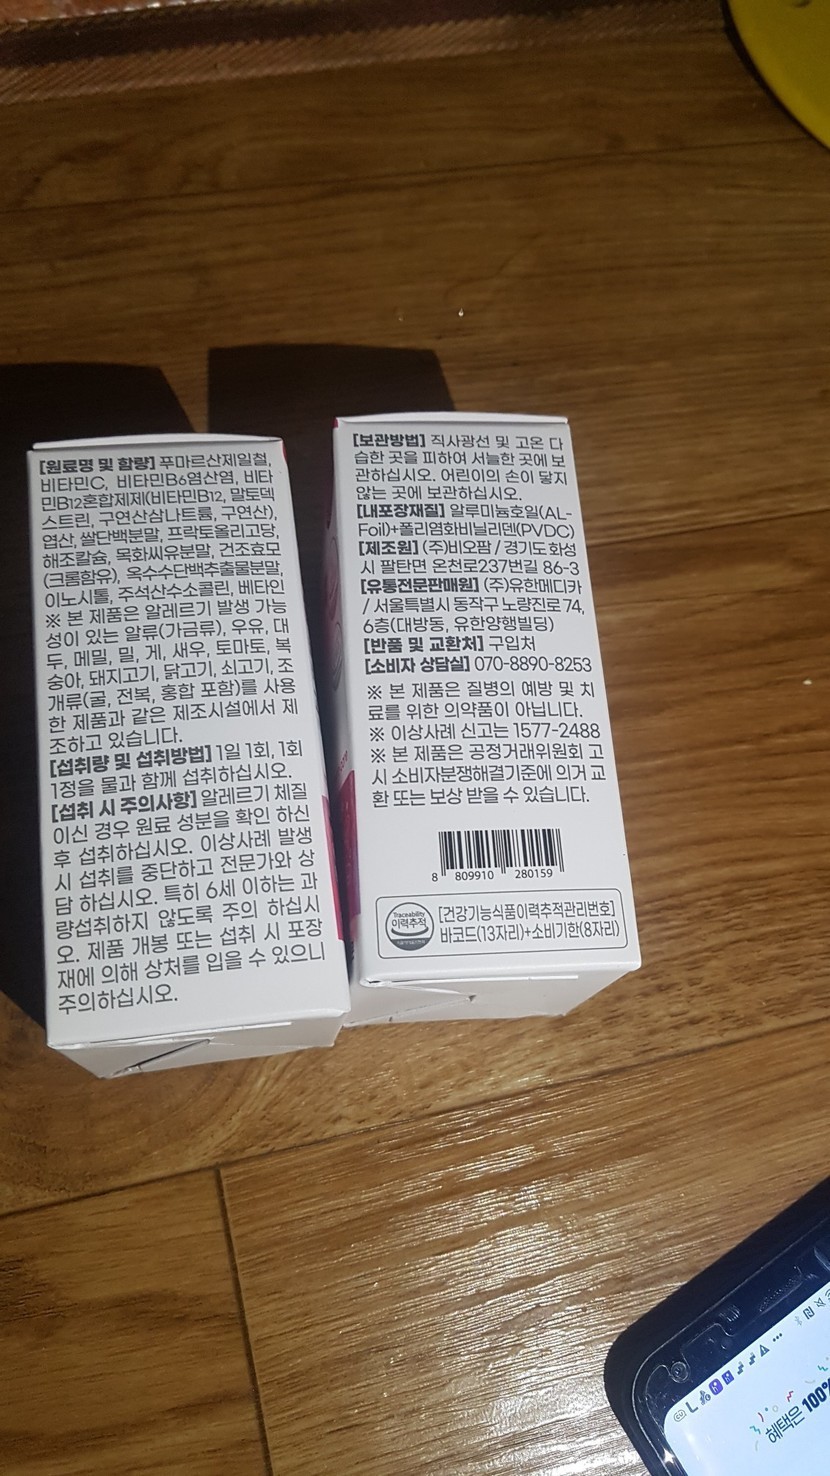 [원료명 및 함량] 푸마르산제일철,
비타민C, 비타민B6염산염, 비타
민B12혼합제제(비타민B12, 말토덱
스트린, 구연산삼나트륨, 구연산),
엽산, 쌀단백분말, 프락토올리고당,
해조칼슘, 목화씨유분말, 건조효모
(크롬함유), 옥수수단백추출물분말,
이노시톨, 주석산수소콜린, 베타인
※ 본 제품은 알레르기 발생 가능
성이 있는 알류(가금류), 우유, 대
두, 메밀, 밀, 게, 새우, 토마토, 복
숭아, 돼지고기, 닭고기, 쇠고기, 조
개류(굴, 전복, 홍합 포함)를 사용
한 제품과 같은 제조시설에서 제
조하고 있습니다.
[섭취량 및 섭취방법] 1일 1회, 1회
1정을 물과 함께 섭취하십시오.
[섭취 시 주의사항] 알레르기 체질
이신 경우 원료 성분을 확인 하신
후 섭취하십시오. 이상사례 발생
시 섭취를 중단하고 전문가와 상
담 하십시오. 특히 6세 이하는 과
량섭취하지 않도록 주의 하십시
오. 제품 개봉 또는 섭취 시 포장
재에 의해 상처를 입을 수 있으니
주의하십시오.
[보관방법] 직사광선 및 고온 다
습한 곳을 피하여 서늘한 곳에 보
관하십시오. 어린이의 손이 닿지
않는 곳에 보관하십시오.
[내포장재질] 알루미늄호일(AL-
Foil)+폴리염화비닐리덴(PVDC)
[제조원] (주)비오팜 / 경기도 화성
시 팔탄면 온천로237번길 86-3
[유통전문판매원] (주)유한메디카
/ 서울특별시 동작구 노량진로 74,
6층(대방동, 유한양행빌딩)
[반품 및 교환처] 구입처
[소비자 상담실] 070-8890-8253
※ 본 제품은 질병의 예방 및 치
료를 위한 의약품이 아닙니다.
※ 이상사례 신고는 1577-2488
※ 본 제품은 공정거래위원회 고
시 소비자분쟁해결기준에 의거 교
환 또는 보상 받을 수 있습니다.
8 809910 280159
Traceability
이력추적
[건강기능식품이력추적관리번호]
바코드(13자리)+소비기한(8자리)
혜택은 100%